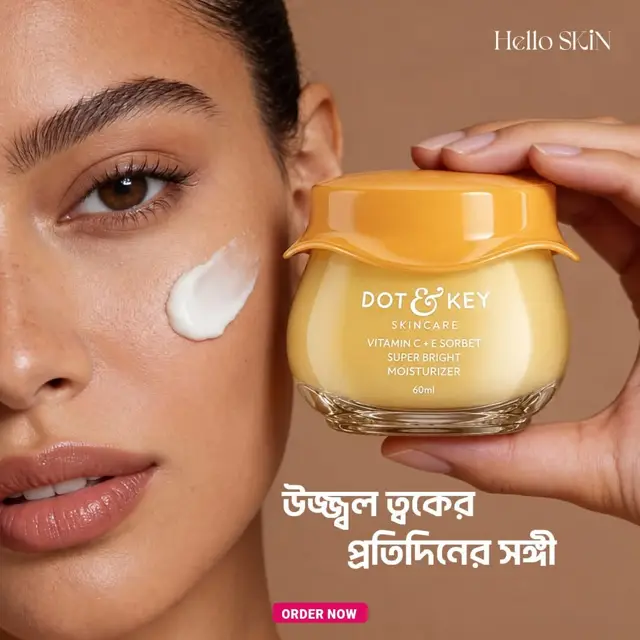 Hello SKiN
DOT & KEY
SKINCARE
VITAMIN C + E SORBET
SUPER BRIGHT
MOISTURIZER
60ml
উজ্জ্বল ত্বকের
প্রতিদিনের সঙ্গী
ORDER NOW